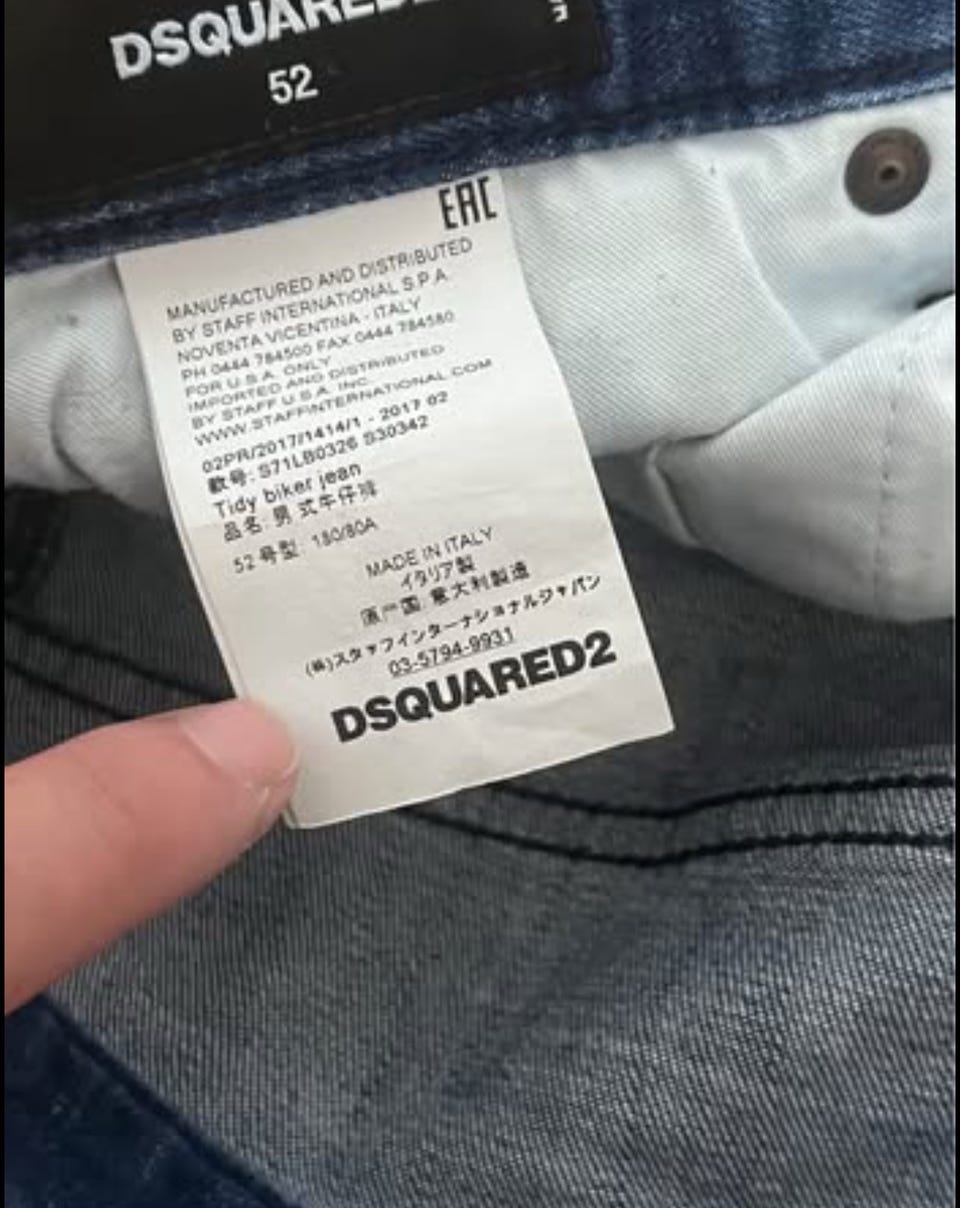 DSQUARED2
52
EAC
MANUFACTURED AND DISTRIBUTED
BY STAFF INTERNATIONAL S.P.A.
NOVENTA VICENTINA - ITALY
PH 0444 784500 FAX 0444 784580
FOR U.S.A. ONLY
IMPORTED AND DISTRIBUTED
BY STAFF U.S.A. INC.
WWW.STAFFINTERNATIONAL.COM
02PR/2017/1414/1 - 2017 02
款号: S71LB0326 S30342
Tidy biker jean
品名: 男式牛仔裤
52 号型 180/80A
MADE IN ITALY
イタリア製
原产国 意大利製造
(株)スタッフインターナショナルジャパン
03-5794-9931
DSQUARED2